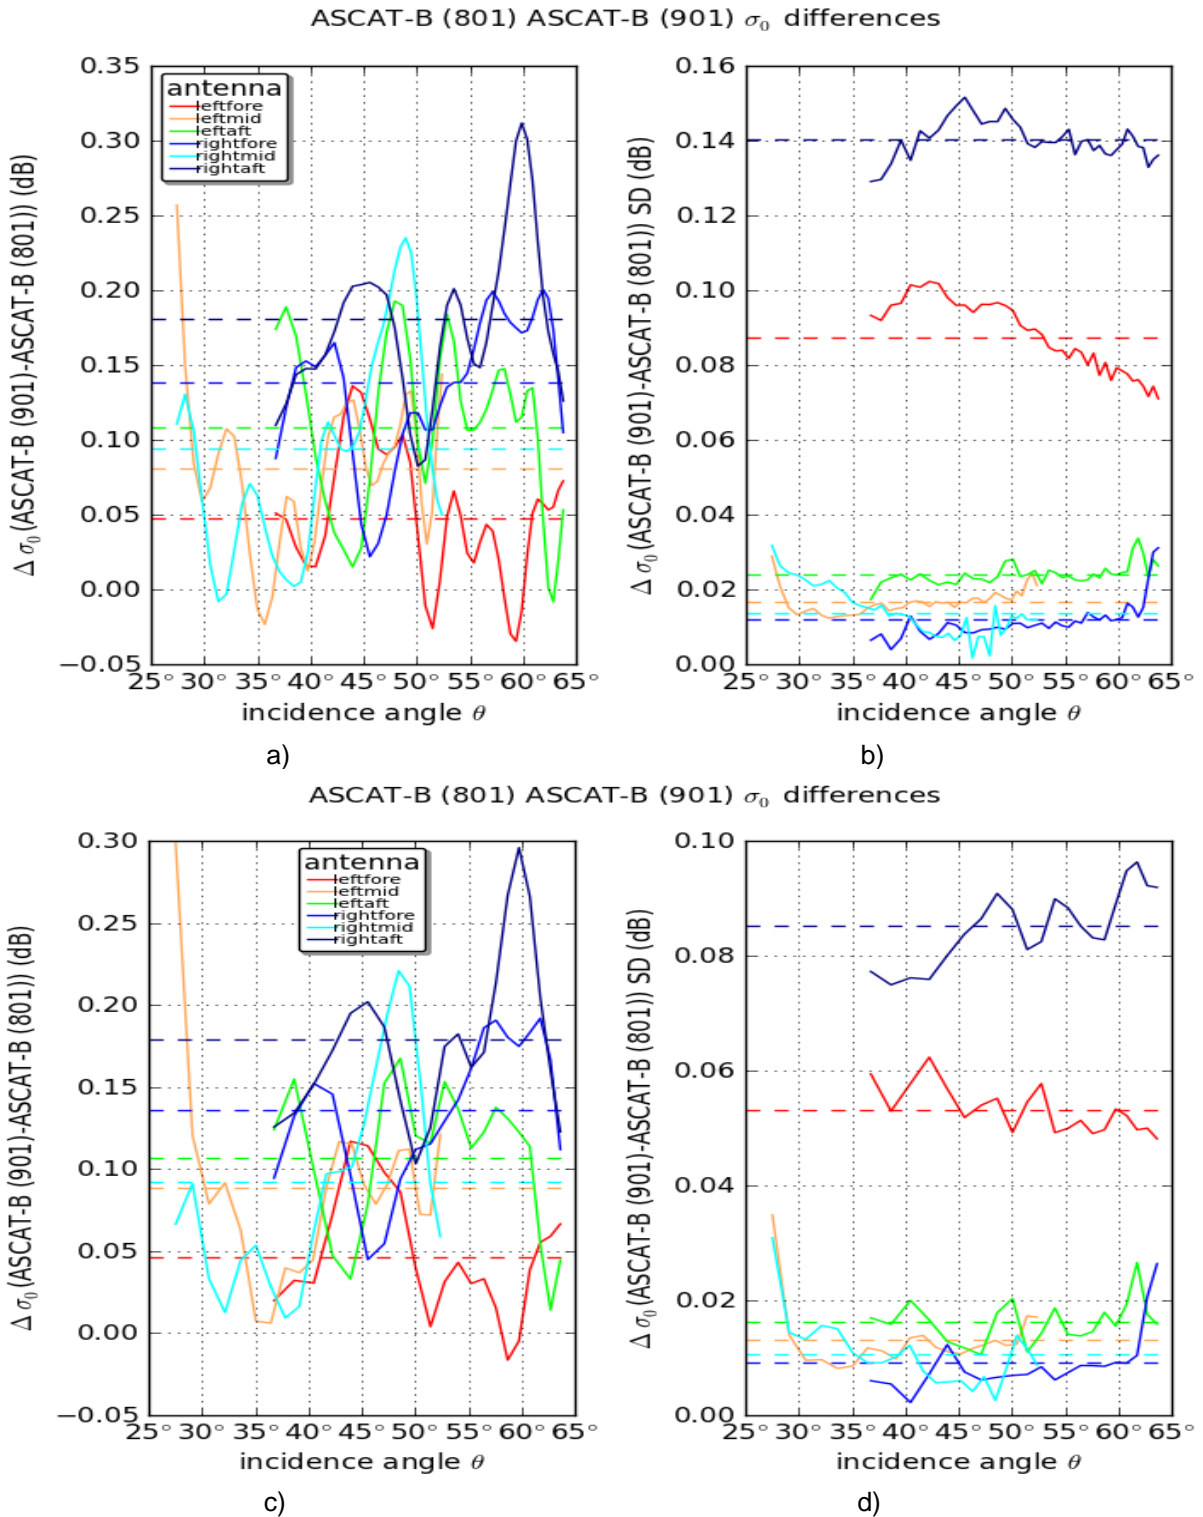 ASCAT-B (801) ASCAT-B (901) σ0 differences
Δ σ0(ASCAT-B (901)-ASCAT-B (801)) (dB)
0.35
0.30
0.25
0.20
0.15
0.10
0.05
0.00
−0.05
antenna
leftfore
leftmid
leftaft
rightfore
rightmid
rightaft
25° 30° 35° 40° 45° 50° 55° 60° 65°
incidence angle θ
a)
Δ σ0(ASCAT-B (901)-ASCAT-B (801)) SD (dB)
0.16
0.14
0.12
0.10
0.08
0.06
0.04
0.02
0.00
25° 30° 35° 40° 45° 50° 55° 60° 65°
incidence angle θ
b)
ASCAT-B (801) ASCAT-B (901) σ0 differences
Δ σ0(ASCAT-B (901)-ASCAT-B (801)) (dB)
0.30
0.25
0.20
0.15
0.10
0.05
0.00
−0.05
antenna
leftfore
leftmid
leftaft
rightfore
rightmid
rightaft
25° 30° 35° 40° 45° 50° 55° 60° 65°
incidence angle θ
c)
Δ σ0(ASCAT-B (901)-ASCAT-B (801)) SD (dB)
0.10
0.08
0.06
0.04
0.02
0.00
25° 30° 35° 40° 45° 50° 55° 60° 65°
incidence angle θ
d)